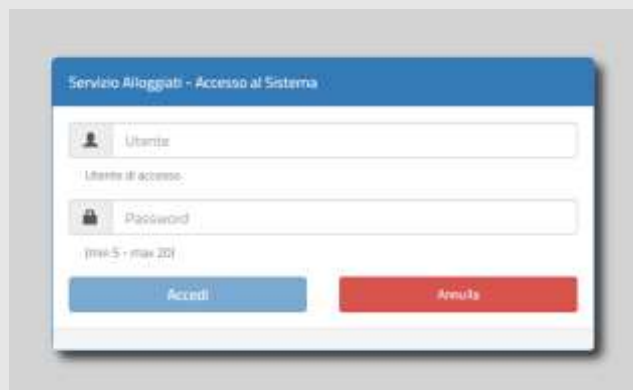 Servizio Alloggiati - Accesso al Sistema
Utente
Utente di accesso
Password
(min 5 - max 20)
Accedi
Annulla